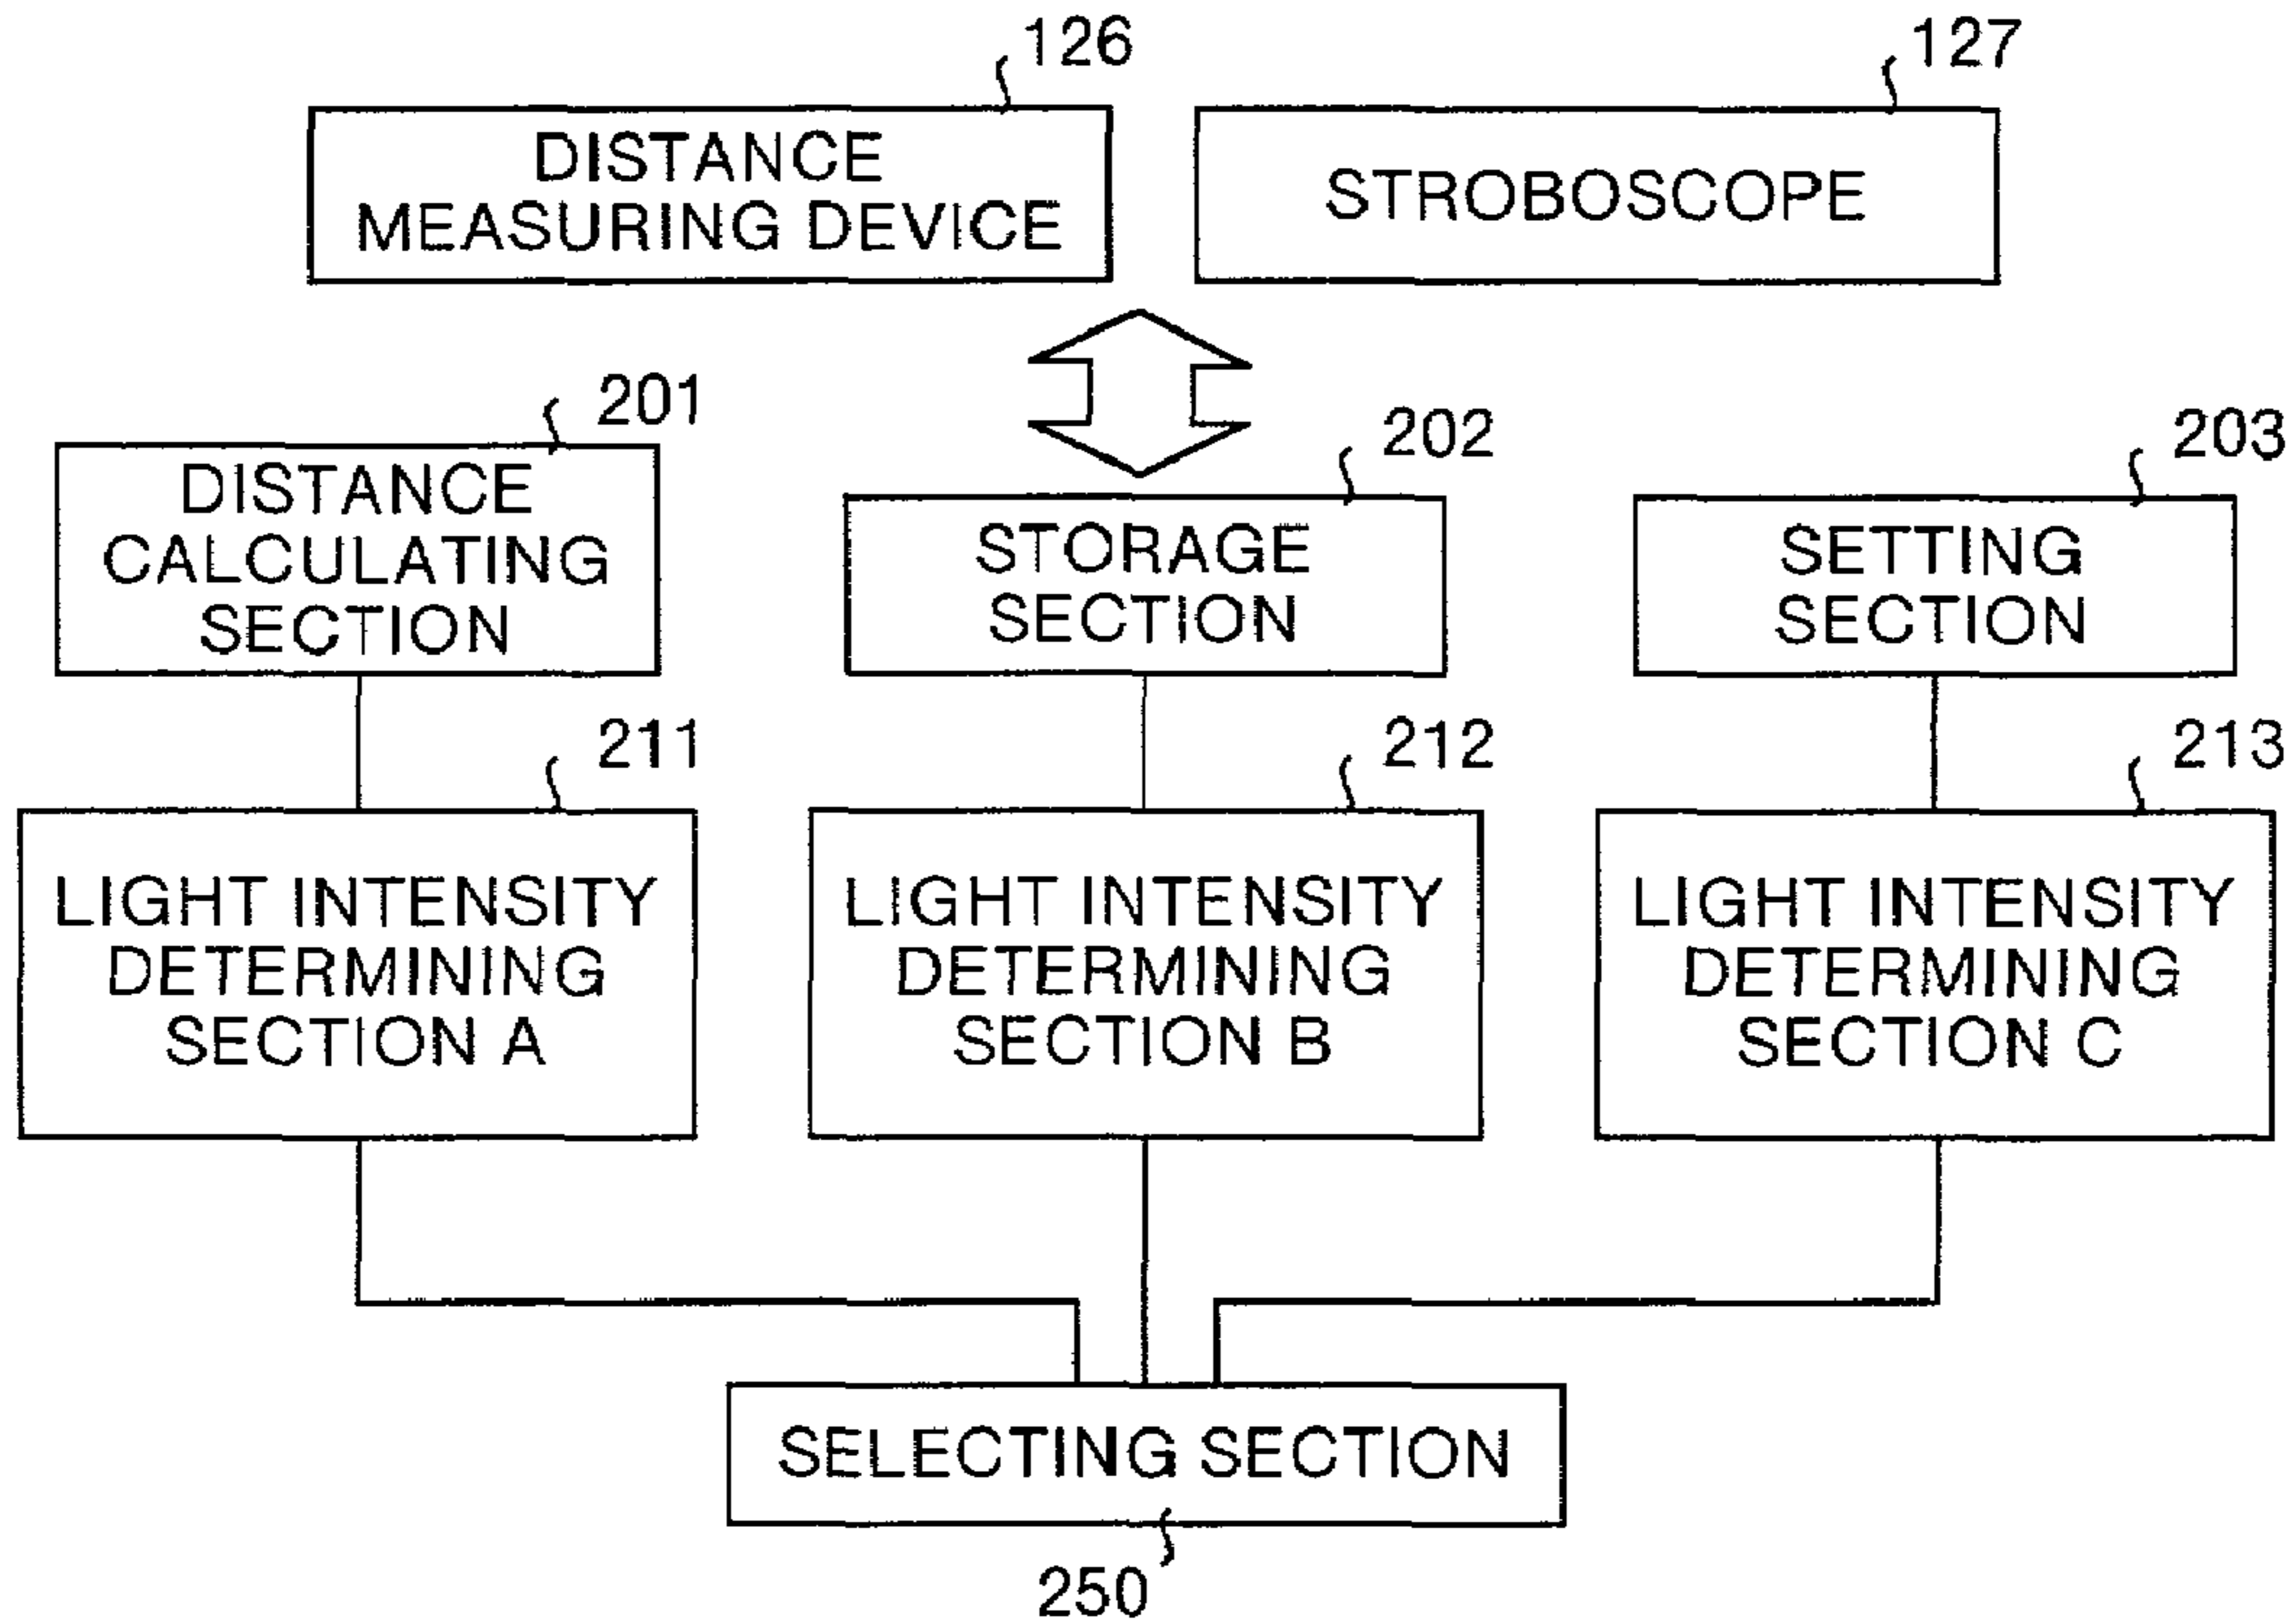 126
127
DISTANCE
MEASURING DEVICE
STROBOSCOPE
201
202
203
DISTANCE
CALCULATING
SECTION
STORAGE
SECTION
SETTING
SECTION
211
212
213
LIGHT INTENSITY
DETERMINING
SECTION A
LIGHT INTENSITY
DETERMINING
SECTION B
LIGHT INTENSITY
DETERMINING
SECTION C
SELECTING SECTION
250